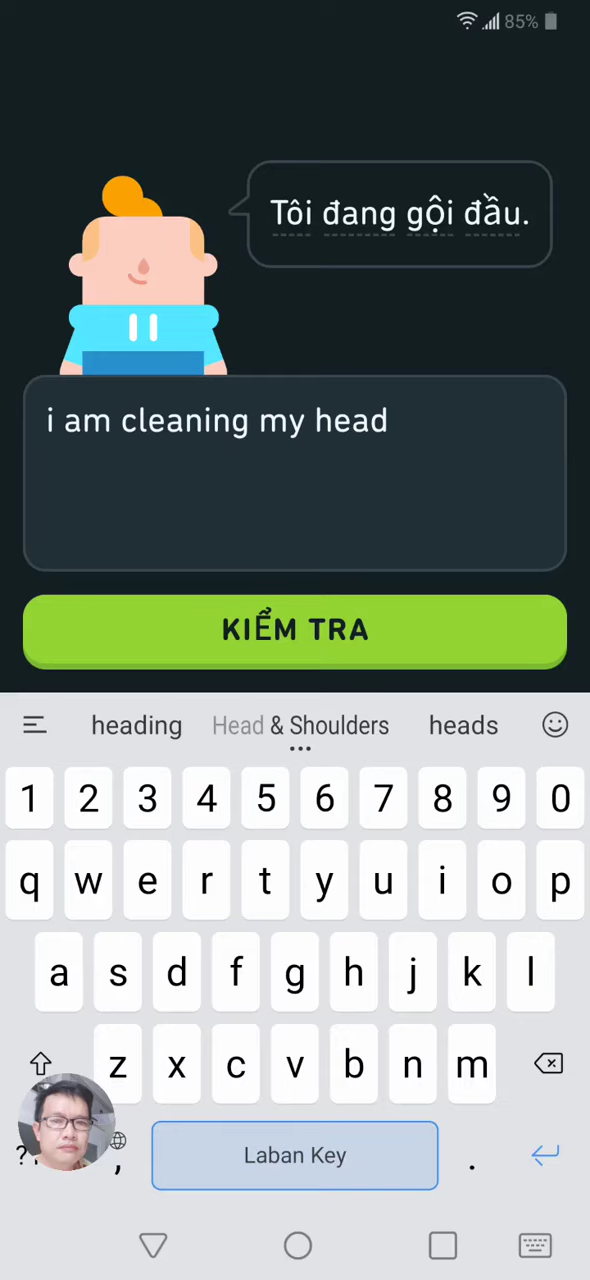 85%
Tôi đang gội đầu.
i am cleaning my head
KIỂM TRA
heading Head & Shoulders heads
1 2 3 4 5 6 7 8 9 0
q w e r t y u i o p
a s d f g h j k l
z x c v b n m
, Laban Key .